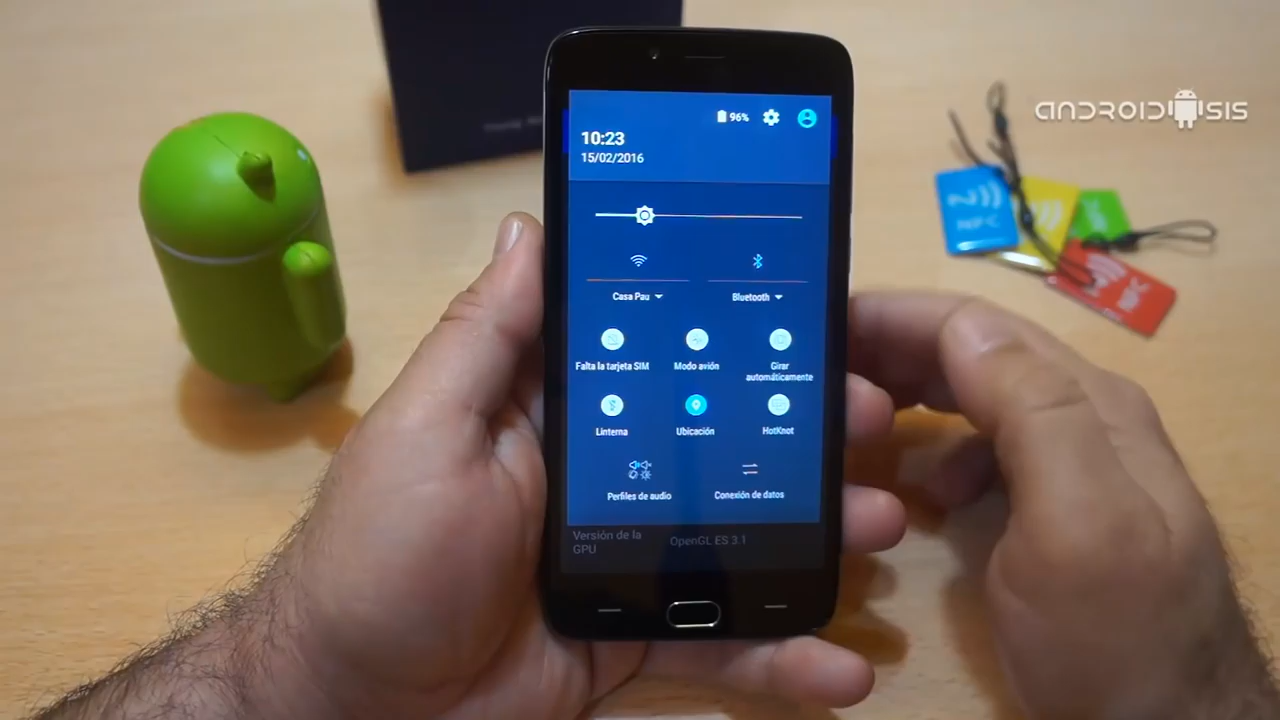 ANDROIDSIS
96%
10:23
15/02/2016
Casa Pau
Bluetooth
Falta la tarjeta SIM
Modo avión
Girar
automáticamente
Linterna
Ubicación
HotKnot
Perfiles de audio
Conexión de datos
Versión de la
GPU
OpenGL ES 3.1
NFC